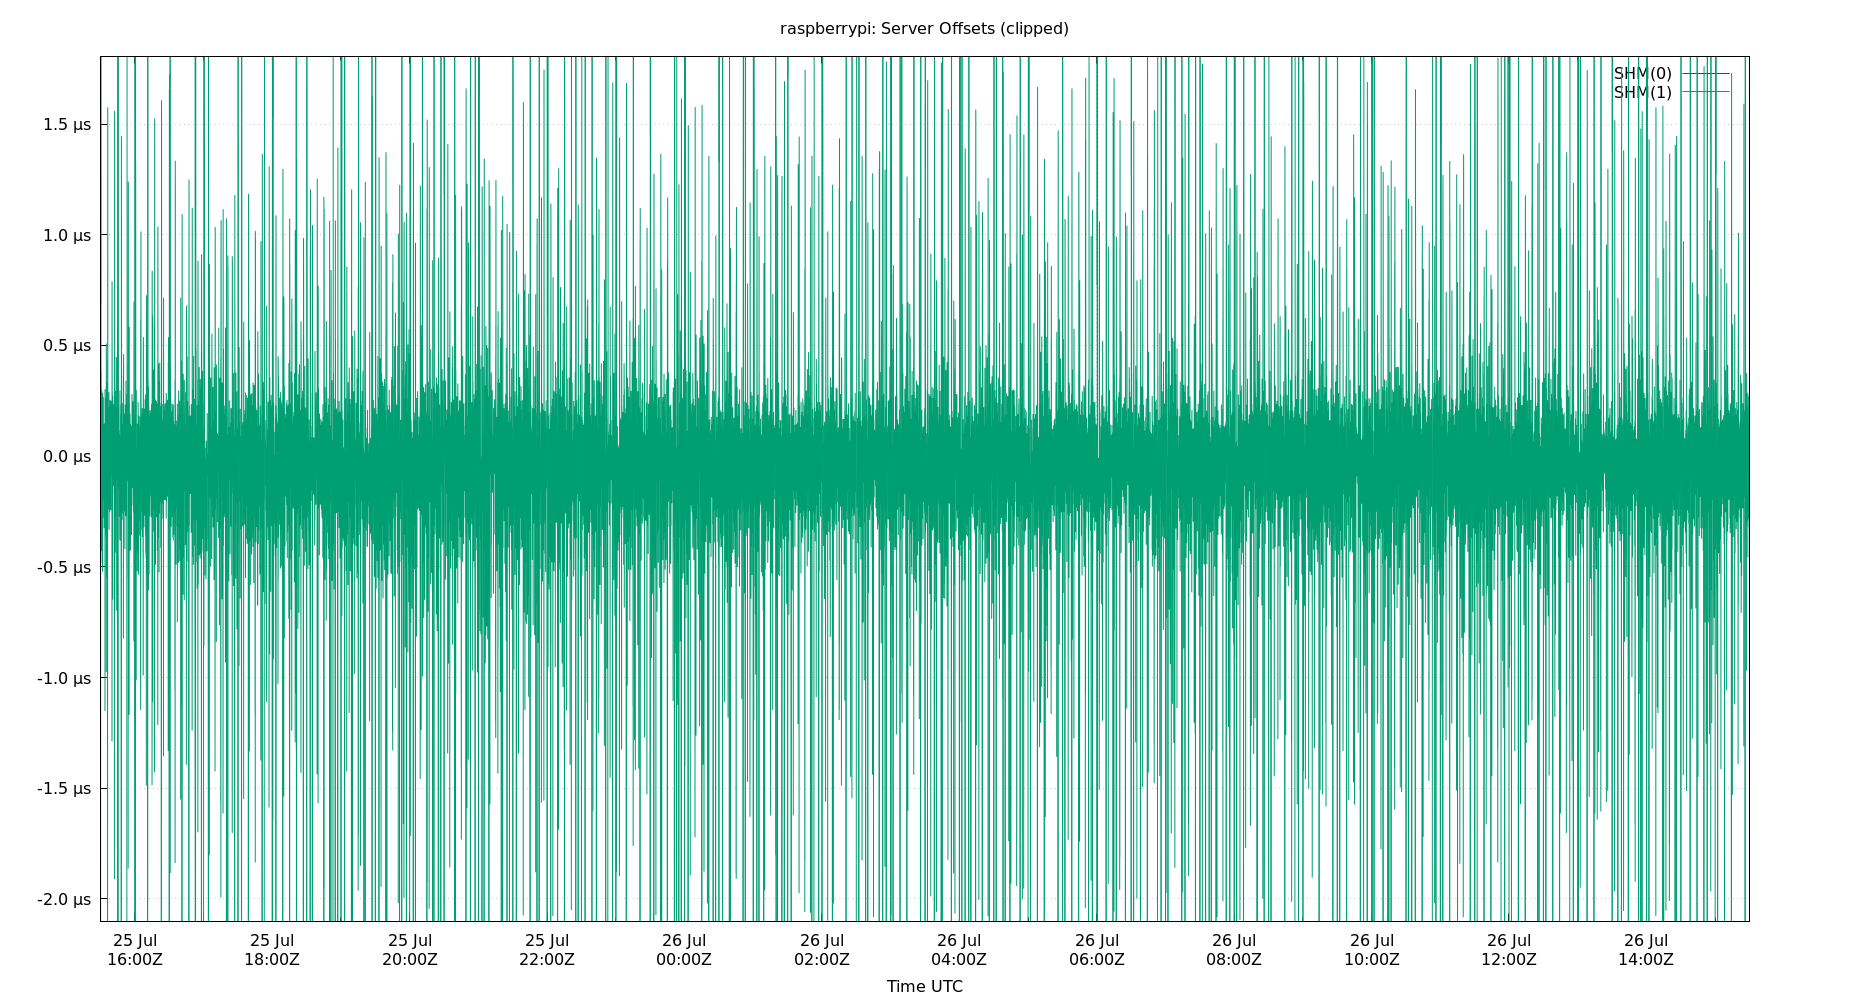 raspberrypi: Server Offsets (clipped)
SHM(0)
SHM(1)
1.5 µs
1.0 µs
0.5 µs
0.0 µs
-0.5 µs
-1.0 µs
-1.5 µs
-2.0 µs
25 Jul 25 Jul 25 Jul 25 Jul 26 Jul 26 Jul 26 Jul 26 Jul 26 Jul 26 Jul 26 Jul 26 Jul
16:00Z 18:00Z 20:00Z 22:00Z 00:00Z 02:00Z 04:00Z 06:00Z 08:00Z 10:00Z 12:00Z 14:00Z
Time UTC